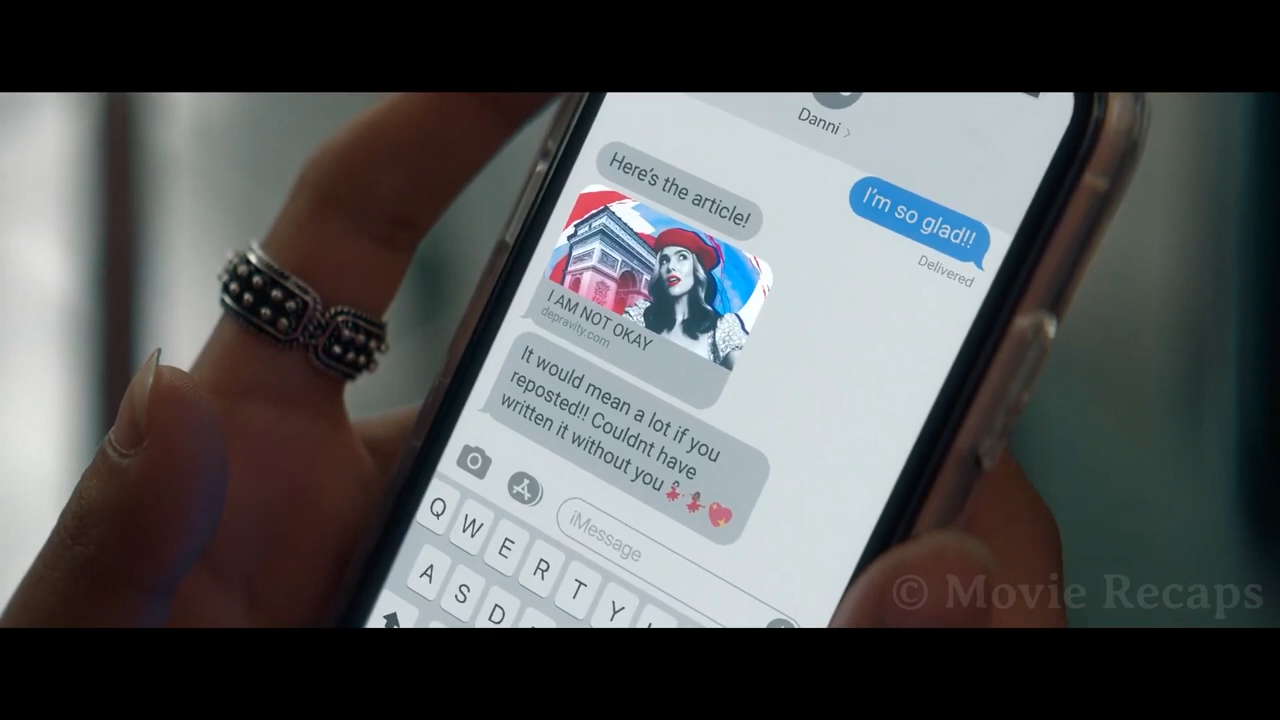 Danni >
I'm so glad!!
Delivered
Here's the article!
I AM NOT OKAY
depravity.com
It would mean a lot if you
reposted!! Couldnt have
written it without you 💃💃💖
iMessage
Q W E R T Y
A S D
© Movie Recaps